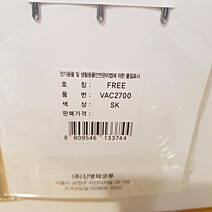 전기용품 및 생활용품안전관리법에 의한 품질표시
호 칭 : FREE
품 번 : VAC2700
색 상 : SK
판매가격 :
8 809546 133744
(주)신영와코루